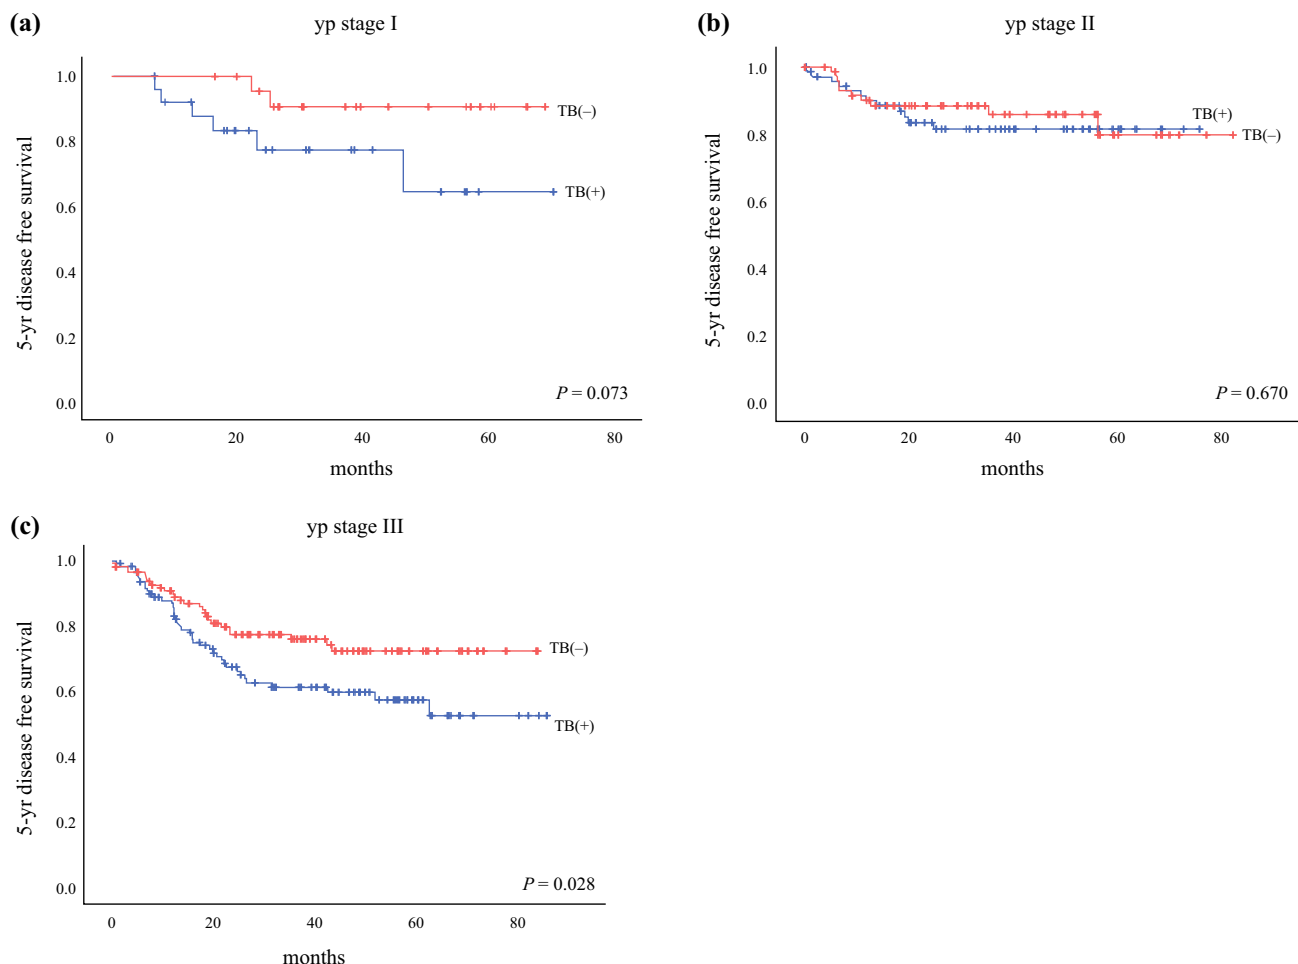 (a)
yp stage I
5-yr disease free survival
1.0
0.8
0.6
0.4
0.2
0.0
TB(–)
TB(+)
P = 0.073
0 20 40 60 80
months
(b)
yp stage II
5-yr disease free survival
1.0
0.8
0.6
0.4
0.2
0.0
TB(+)
TB(–)
P = 0.670
0 20 40 60 80
months
(c)
yp stage III
5-yr disease free survival
1.0
0.8
0.6
0.4
0.2
0.0
TB(–)
TB(+)
P = 0.028
0 20 40 60 80
months